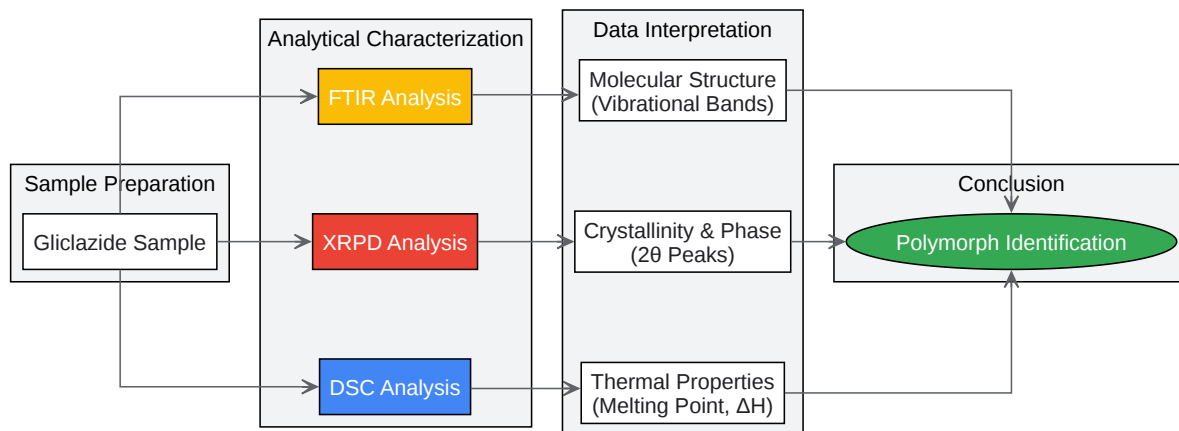 Sample Preparation
Gliclazide Sample
Analytical Characterization
FTIR Analysis
XRPD Analysis
DSC Analysis
Data Interpretation
Molecular Structure
(Vibrational Bands)
Crystallinity & Phase
(2θ Peaks)
Thermal Properties
(Melting Point, ΔH)
Conclusion
Polymorph Identification